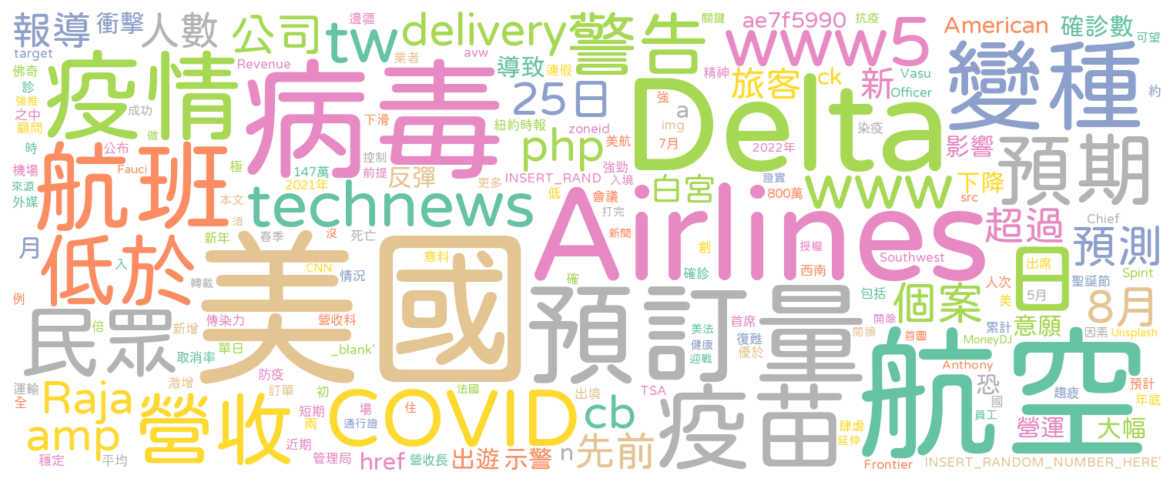 報導
衝擊
人數
邊疆
公司
tw
delivery
警告
關鍵
ae7f5990
抗疫
American
確診數
可望
target
佛奇
診
強推
之中
顧問
疫情
成功
做
Revenue
業者
avw
連假
導致
25日
病毒
下滑
紐約時報
zoneid
美航
強
精神
旅客
ck
www5
新
Vasu
Officer
變種
約
a
img
7月
Delta
染疫
2022年
影響
時
公布
機場
Fauci
來源
外媒
航班
極
本文
須
147萬
2021年
控制
前提
反彈
更多
php
強勁
入境
INSERT_RAND
低
會議
打完
白宮
證實
800萬
www
下降
src
預期
月
新年
春季
沒
死亡
technews
新聞
創
授權
Airlines
超過
Chief
預測
低於
入
轉載
CNN
情況
意料
確
確診
西南
Southwest
人次
美
出席
5月
日
聖誕節
Spirit
例
民眾
倍
傳染力
新增
營收料
美國
預訂量
包括
個案
8月
意願
因素
Unsplash
單日
取消率
_blank'
首席
復甦
優於
美法
健康
迎戰
開除
閱讀
首圖
累計
MoneyDJ
Anthony
運輸
全
激增
防疫
訂單
初
法國
出境
TSA
航空
恐
國
員工
趨疲
預計
年底
Raja
amp
營收
短期
兩
近期
場
通行證
住
COVID
cb
疫苗
肆虐
延伸
營運
大幅
穩定
平均
管理局
href
營收長
出遊
示警
n
先前
Frontier
INSERT_RANDOM_NUMBER_HERE'